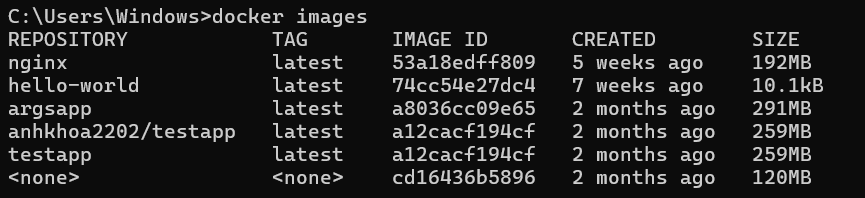 C:\Users\Windows>docker images
REPOSITORY TAG IMAGE ID CREATED SIZE
nginx latest 53a18edff809 5 weeks ago 192MB
hello-world latest 74cc54e27dc4 7 weeks ago 10.1kB
argsapp latest a8036cc09e65 2 months ago 291MB
anhkhoa2202/testapp latest a12cacf194cf 2 months ago 259MB
testapp latest a12cacf194cf 2 months ago 259MB
<none> <none> cd16436b5896 2 months ago 120MB